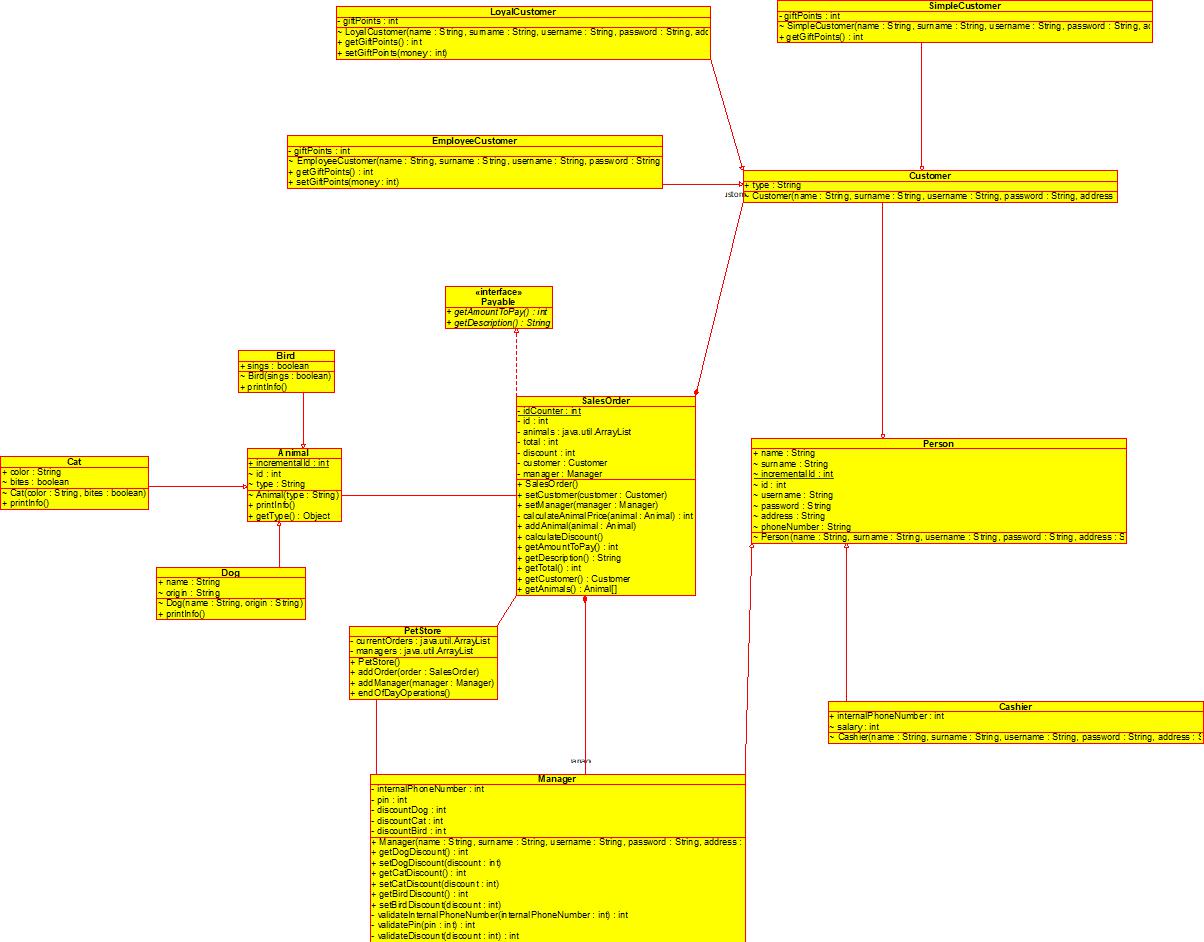 LoyalCustomer
- giftPoints : int
~ LoyalCustomer(name : String, surname : String, username : String, password : String,
+ getGiftPoints() : int
+ setGiftPoints(money : int)
SimpleCustomer
- giftPoints : int
~ SimpleCustomer(name : String, surname : String, username : String, password : String,
+ getGiftPoints() : int
EmployeeCustomer
- giftPoints : int
~ EmployeeCustomer(name : String, surname : String, username : String, password : String
+ getGiftPoints() : int
+ setGiftPoints(money : int)
Customer
+ type : String
~ Customer(name : String, surname : String, username : String, password : String, address
«interface»
Payable
+ getAmountToPay() : int
+ getDescription() : String
Bird
+ sings : boolean
~ Bird(sings : boolean)
+ printInfo()
SalesOrder
- idCounter : int
- id : int
- animals : java.util.ArrayList
- total : int
- discount : int
- customer : Customer
- manager : Manager
+ SalesOrder()
+ setCustomer(customer : Customer)
+ setManager(manager : Manager)
- calculateAnimalPrice(animal : Animal) : int
+ addAnimal(animal : Animal)
+ calculateDiscount()
+ getAmountToPay() : int
+ getDescription() : String
+ getTotal() : int
+ getCustomer() : Customer
+ getAnimals() : Animal[]
Animal
+ incrementalId : int
~ id : int
~ type : String
~ Animal(type : String)
+ printInfo()
+ getType() : Object
Cat
+ color : String
~ bites : boolean
~ Cat(color : String, bites : boolean)
+ printInfo()
Person
+ name : String
~ surname : String
~ incrementalId : int
~ id : int
~ username : String
~ password : String
~ address : String
~ phoneNumber : String
~ Person(name : String, surname : String, username : String, password : String, address : S
Dog
+ name : String
~ origin : String
~ Dog(name : String, origin : String)
+ printInfo()
PetStore
- currentOrders : java.util.ArrayList
- managers : java.util.ArrayList
+ PetStore()
+ addOrder(order : SalesOrder)
+ addManager(manager : Manager)
+ endOfDayOperations()
Cashier
+ internalPhoneNumber : int
~ salary : int
~ Cashier(name : String, surname : String, username : String, password : String, address : S
Manager
- internalPhoneNumber : int
- pin : int
- discountDog : int
- discountCat : int
- discountBird : int
+ Manager(name : String, surname : String, username : String, password : String, address :
+ getDogDiscount() : int
+ setDogDiscount(discount : int)
+ getCatDiscount() : int
+ setCatDiscount(discount : int)
+ getBirdDiscount() : int
+ setBirdDiscount(discount : int)
- validateInternalPhoneNumber(internalPhoneNumber : int) : int
- validatePin(pin : int) : int
- validateDiscount(discount : int) : int